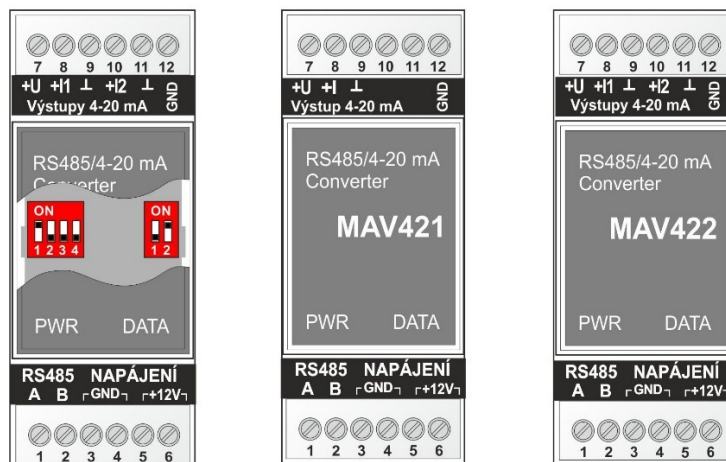 7 8 9 10 11 12
+U +I1 ⊥ +I2 ⊥ GND
Výstupy 4-20 mA
RS485/4-20 mA
Converter
ON
1 2 3 4
ON
1 2
PWR DATA
RS485 NAPÁJENÍ
A B ┌GND┐ ┌+12V┐
1 2 3 4 5 6
7 8 9 10 11 12
+U +I ⊥ GND
Výstup 4-20 mA
RS485/4-20 mA
Converter
MAV421
PWR DATA
RS485 NAPÁJENÍ
A B ┌GND┐ ┌+12V┐
1 2 3 4 5 6
7 8 9 10 11 12
+U +I1 ⊥ +I2 ⊥ GND
Výstupy 4-20 mA
RS485/4-20 mA
Converter
MAV422
PWR DATA
RS485 NAPÁJENÍ
A B ┌GND┐ ┌+12V┐
1 2 3 4 5 6